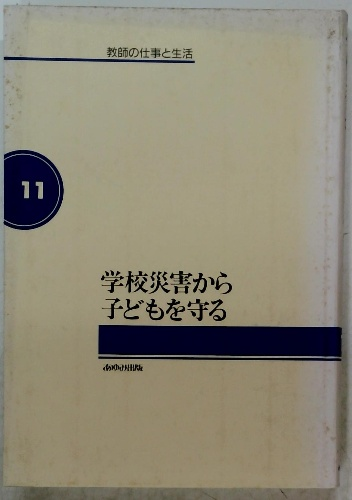 教師の仕事と生活
11
学校災害から
子どもを守る
あゆみ出版